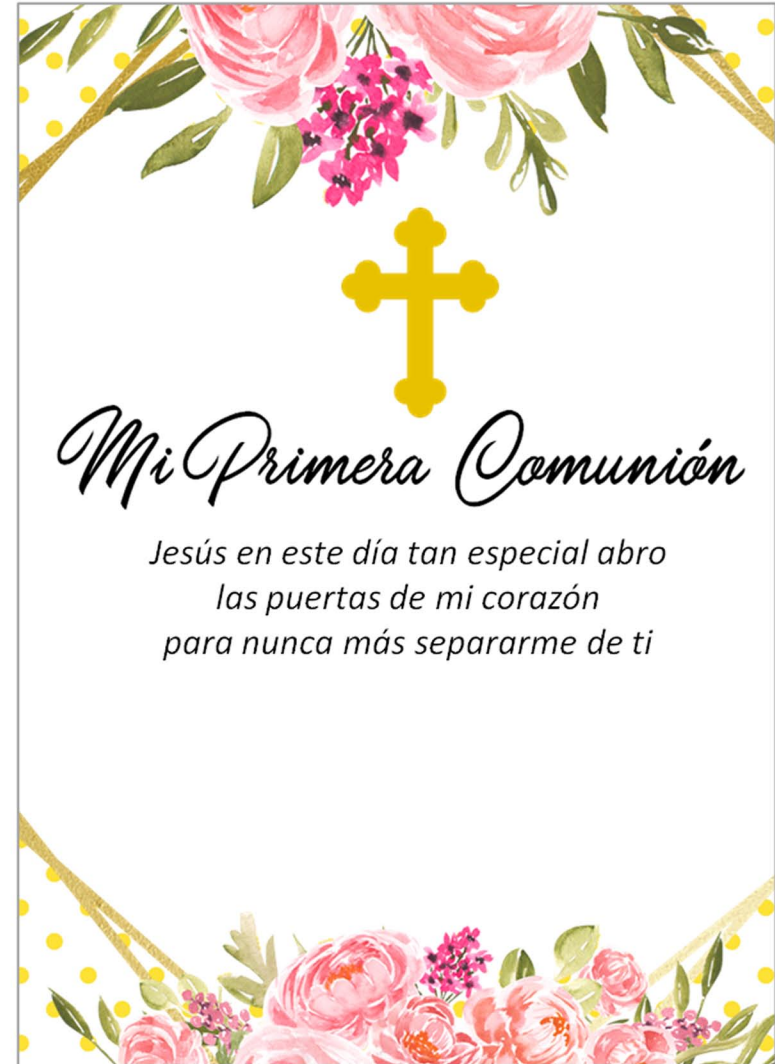 Mi Primera Comunión
Jesús en este día tan especial abro
las puertas de mi corazón
para nunca más separarme de ti